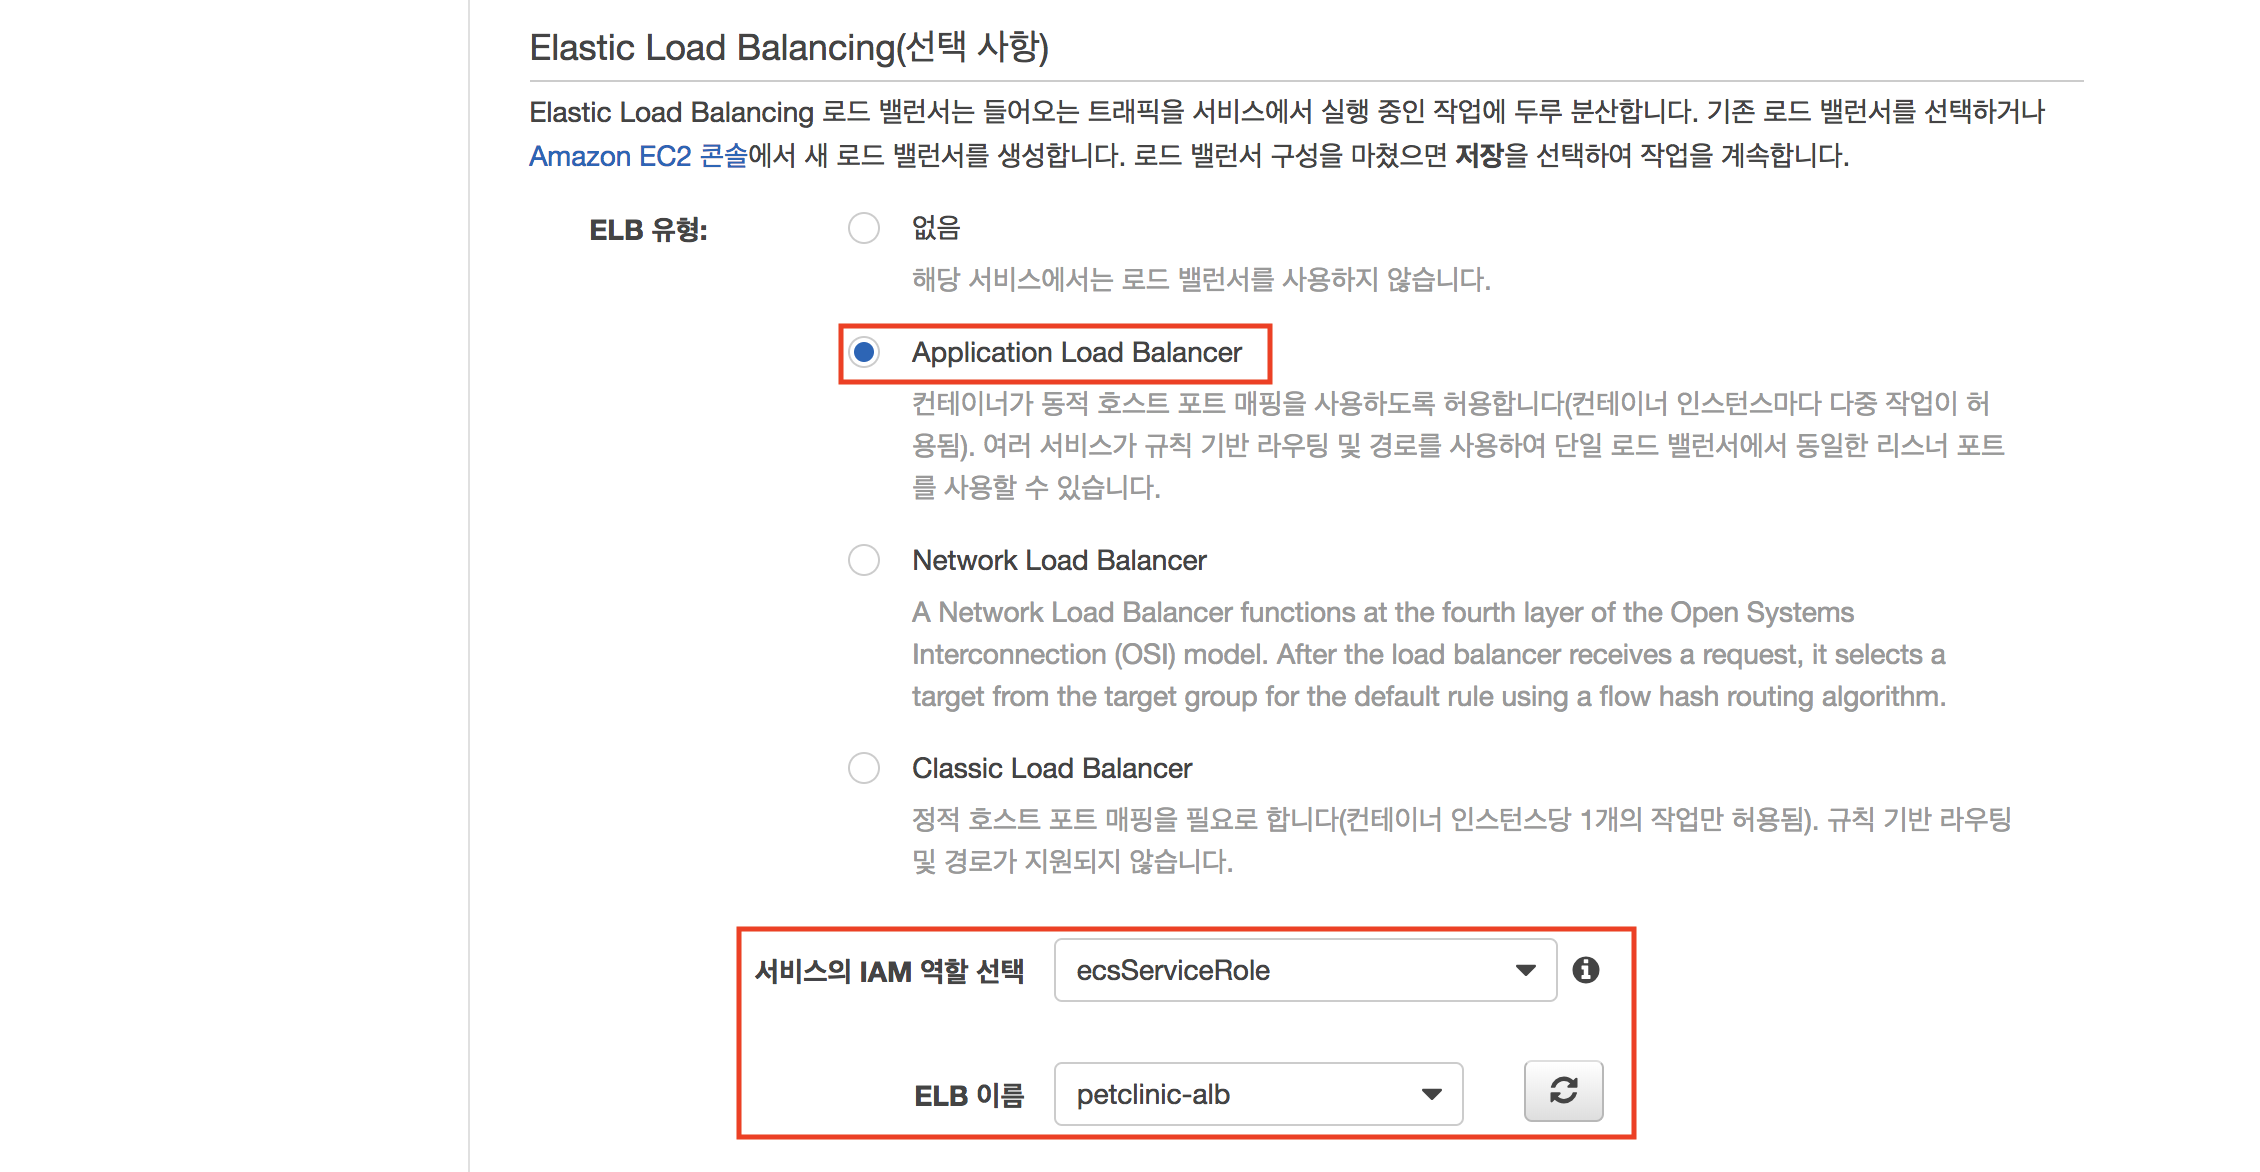 Elastic Load Balancing(선택 사항)
Elastic Load Balancing 로드 밸런서는 들어오는 트래픽을 서비스에서 실행 중인 작업에 두루 분산합니다. 기존 로드 밸런서를 선택하거나
Amazon EC2 콘솔에서 새 로드 밸런서를 생성합니다. 로드 밸런서 구성을 마쳤으면 저장을 선택하여 작업을 계속합니다.
ELB 유형:
없음
해당 서비스에서는 로드 밸런서를 사용하지 않습니다.
Application Load Balancer
컨테이너가 동적 호스트 포트 매핑을 사용하도록 허용합니다(컨테이너 인스턴스마다 다중 작업이 허
용됨). 여러 서비스가 규칙 기반 라우팅 및 경로를 사용하여 단일 로드 밸런서에서 동일한 리스너 포트
를 사용할 수 있습니다.
Network Load Balancer
A Network Load Balancer functions at the fourth layer of the Open Systems
Interconnection (OSI) model. After the load balancer receives a request, it selects a
target from the target group for the default rule using a flow hash routing algorithm.
Classic Load Balancer
정적 호스트 포트 매핑을 필요로 합니다(컨테이너 인스턴스당 1개의 작업만 허용됨). 규칙 기반 라우팅
및 경로가 지원되지 않습니다.
서비스의 IAM 역할 선택
ecsServiceRole
ELB 이름
petclinic-alb